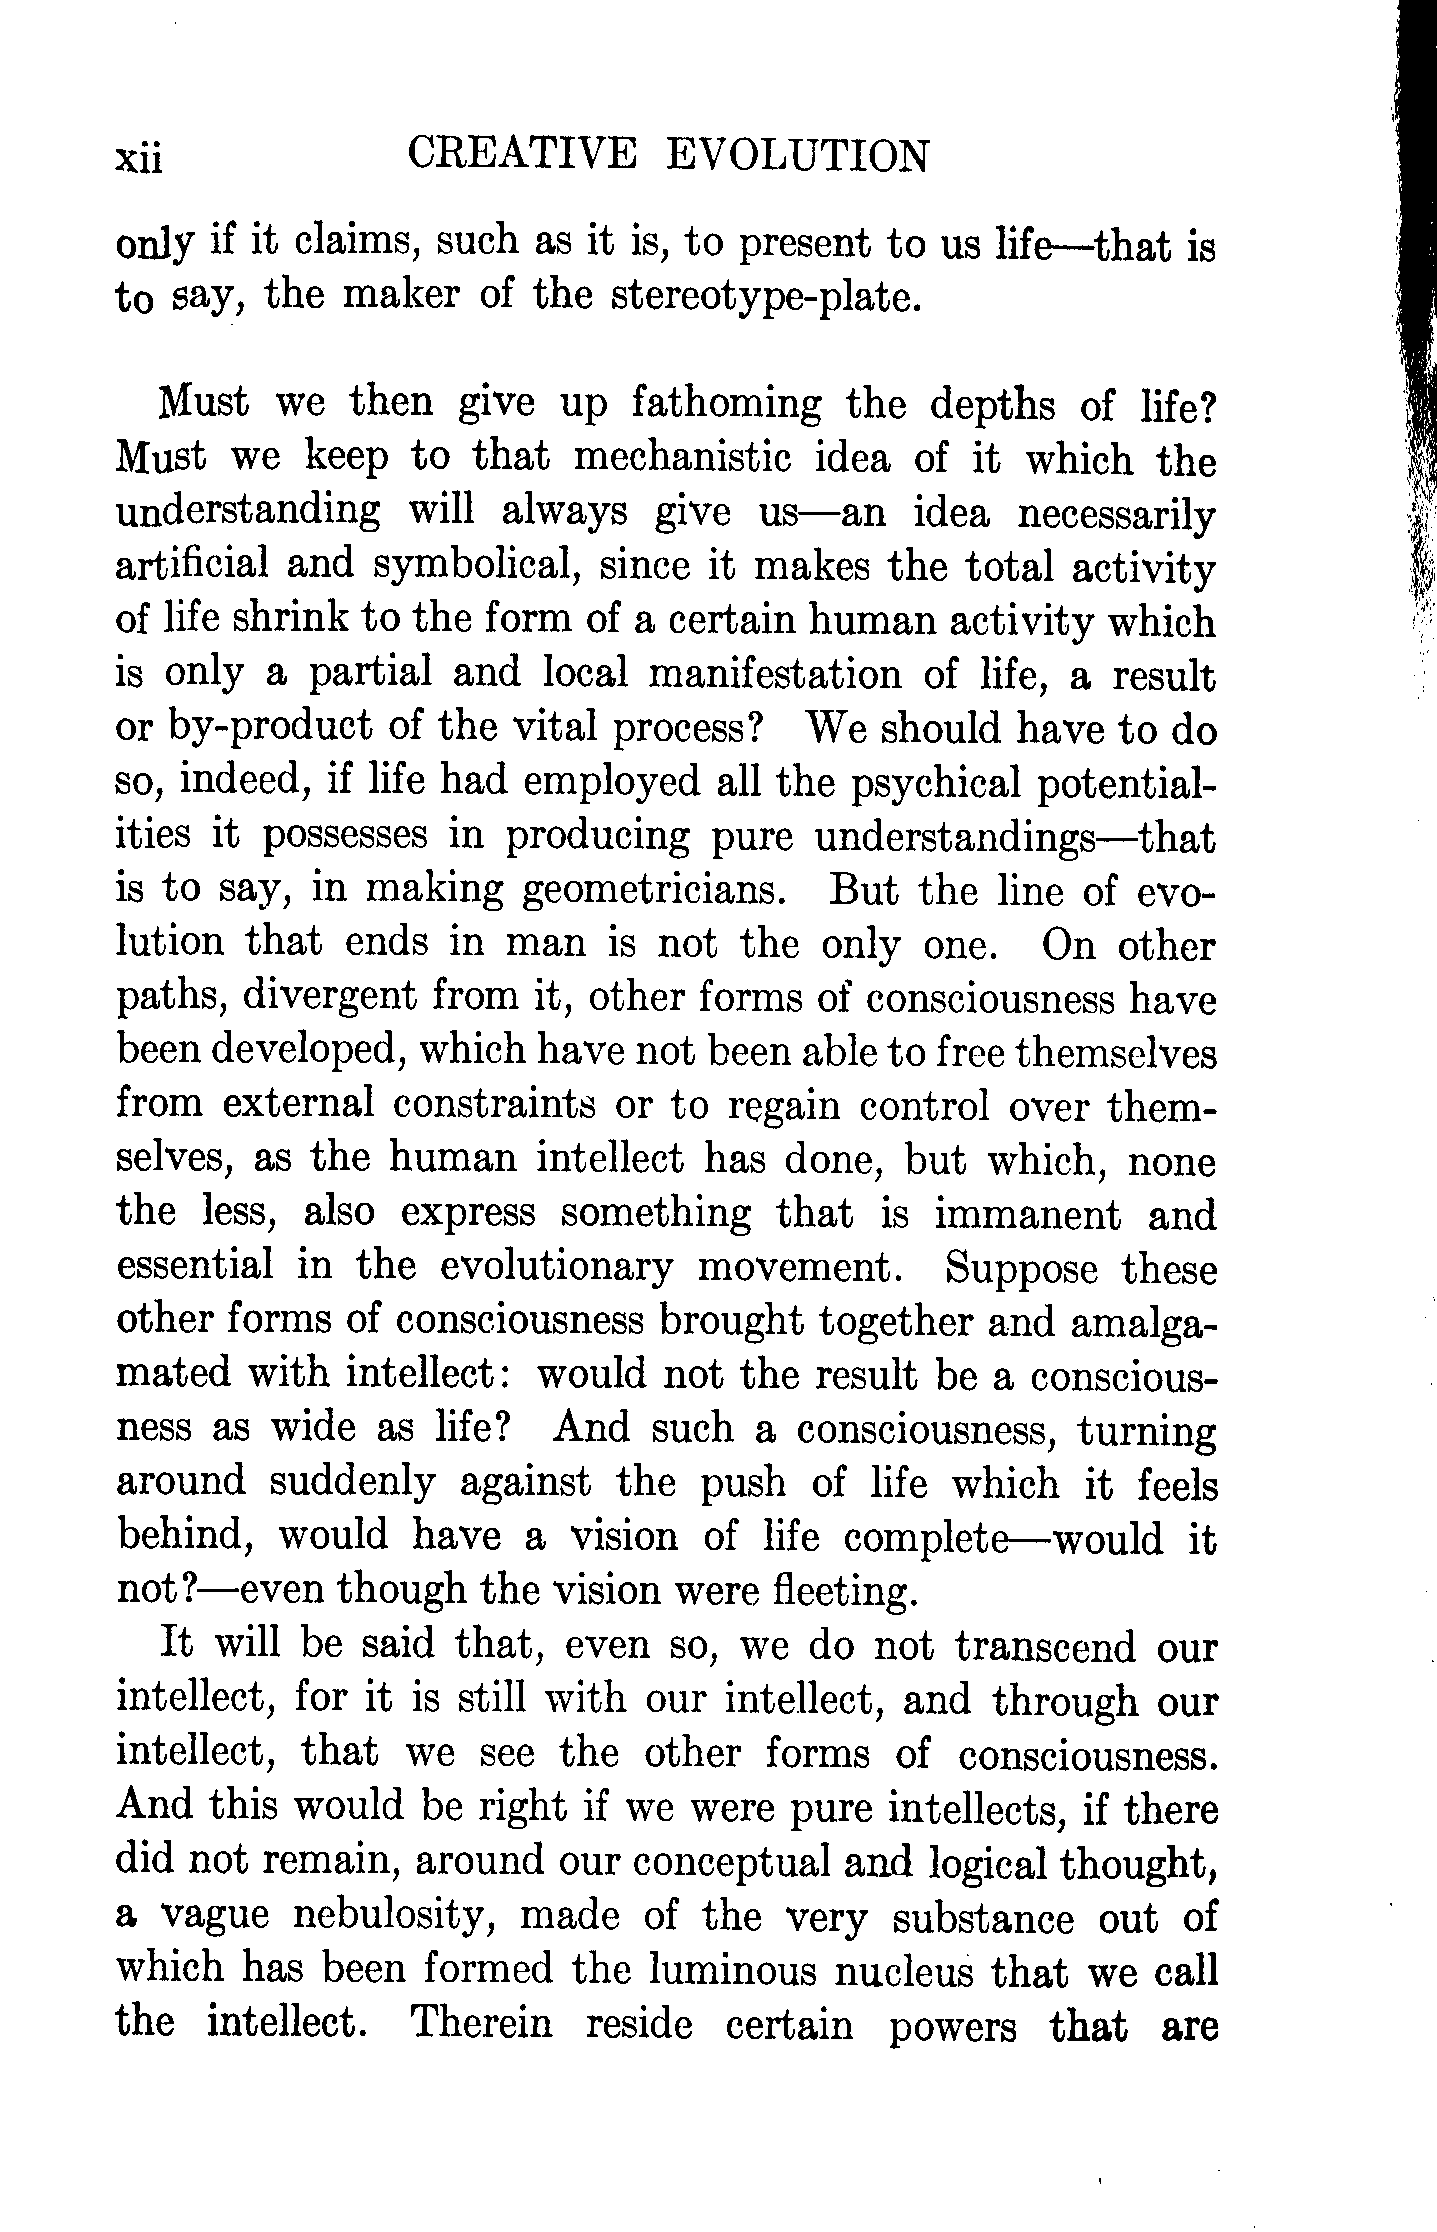 xii CREATIVE EVOLUTION
only if it claims, such as it is, to present to us life—that is
to say, the maker of the stereotype-plate.
Must we then give up fathoming the depths of life?
Must we keep to that mechanistic idea of it which the
understanding will always give us—an idea necessarily
artificial and symbolical, since it makes the total activity
of life shrink to the form of a certain human activity which
is only a partial and local manifestation of life, a result
or by-product of the vital process? We should have to do
so, indeed, if life had employed all the psychical potential-
ities it possesses in producing pure understandings—that
is to say, in making geometricians. But the line of evo-
lution that ends in man is not the only one. On other
paths, divergent from it, other forms of consciousness have
been developed, which have not been able to free themselves
from external constraints or to regain control over them-
selves, as the human intellect has done, but which, none
the less, also express something that is immanent and
essential in the evolutionary movement. Suppose these
other forms of consciousness brought together and amalga-
mated with intellect: would not the result be a conscious-
ness as wide as life? And such a consciousness, turning
around suddenly against the push of life which it feels
behind, would have a vision of life complete—would it
not?—even though the vision were fleeting.
It will be said that, even so, we do not transcend our
intellect, for it is still with our intellect, and through our
intellect, that we see the other forms of consciousness.
And this would be right if we were pure intellects, if there
did not remain, around our conceptual and logical thought,
a vague nebulosity, made of the very substance out of
which has been formed the luminous nucleus that we call
the intellect. Therein reside certain powers that are